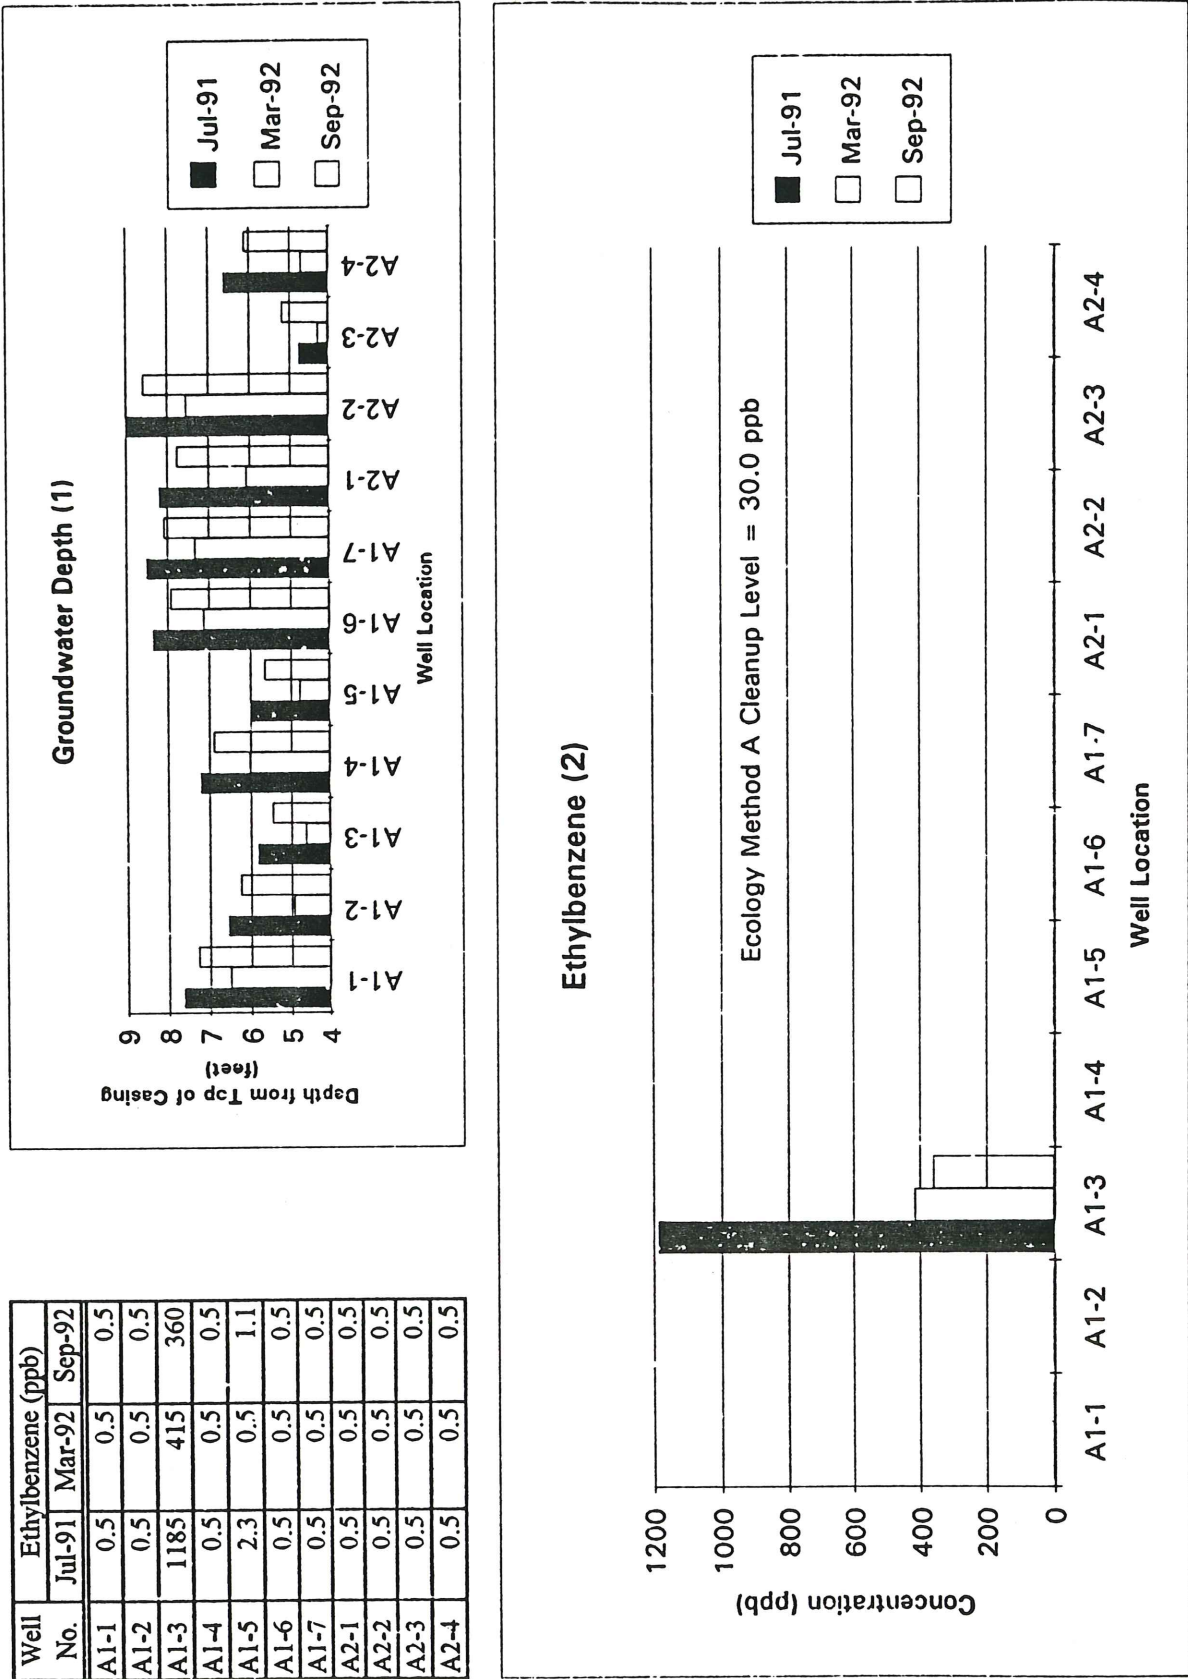 Well Ethylbenzene (ppb)
No. Jul-91 Mar-92 Sep-92
A1-1 0.5 0.5 0.5
A1-2 0.5 0.5 0.5
A1-3 1185 415 360
A1-4 0.5 0.5 0.5
A1-5 2.3 0.5 1.1
A1-6 0.5 0.5 0.5
A1-7 0.5 0.5 0.5
A2-1 0.5 0.5 0.5
A2-2 0.5 0.5 0.5
A2-3 0.5 0.5 0.5
A2-4 0.5 0.5 0.5
Groundwater Depth (1)
Depth from Top of Casing
(feet)
9
8
7
6
5
4
A1-1 A1-2 A1-3 A1-4 A1-5 A1-6 A1-7 A2-1 A2-2 A2-3 A2-4
Well Location
Jul-91
Mar-92
Sep-92
Ethylbenzene (2)
Ecology Method A Cleanup Level = 30.0 ppb
Concentration (ppb)
1200
1000
800
600
400
200
0
A1-1 A1-2 A1-3 A1-4 A1-5 A1-6 A1-7 A2-1 A2-2 A2-3 A2-4
Well Location
Jul-91
Mar-92
Sep-92